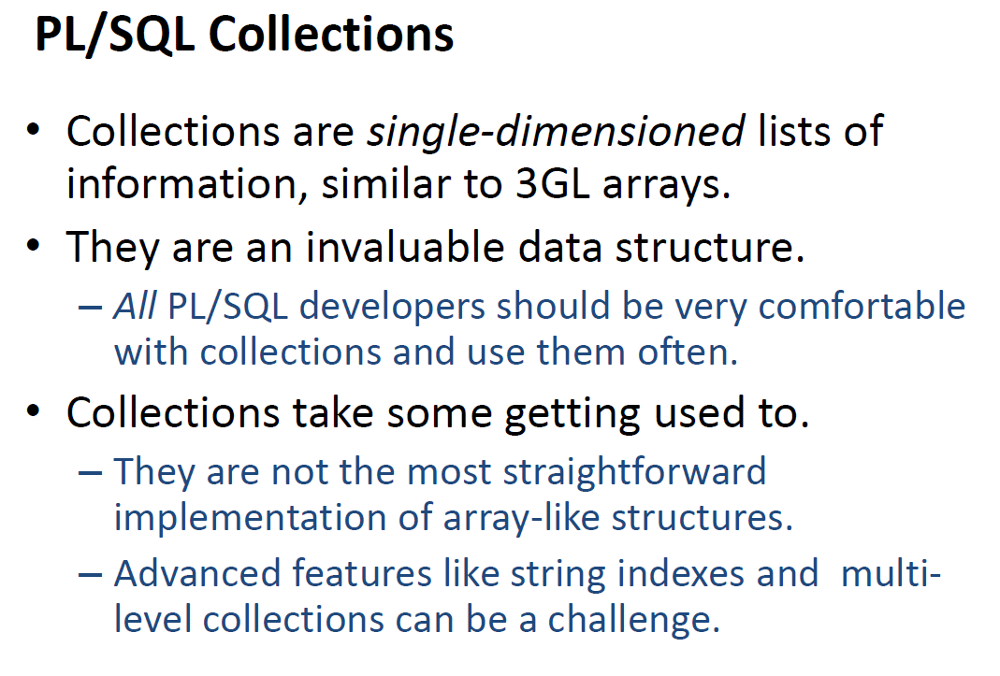 PL/SQL Collections
• Collections are single-dimensioned lists of
information, similar to 3GL arrays.
• They are an invaluable data structure.
– All PL/SQL developers should be very comfortable
with collections and use them often.
• Collections take some getting used to.
– They are not the most straightforward
implementation of array-like structures.
– Advanced features like string indexes and  multi-
level collections can be a challenge.